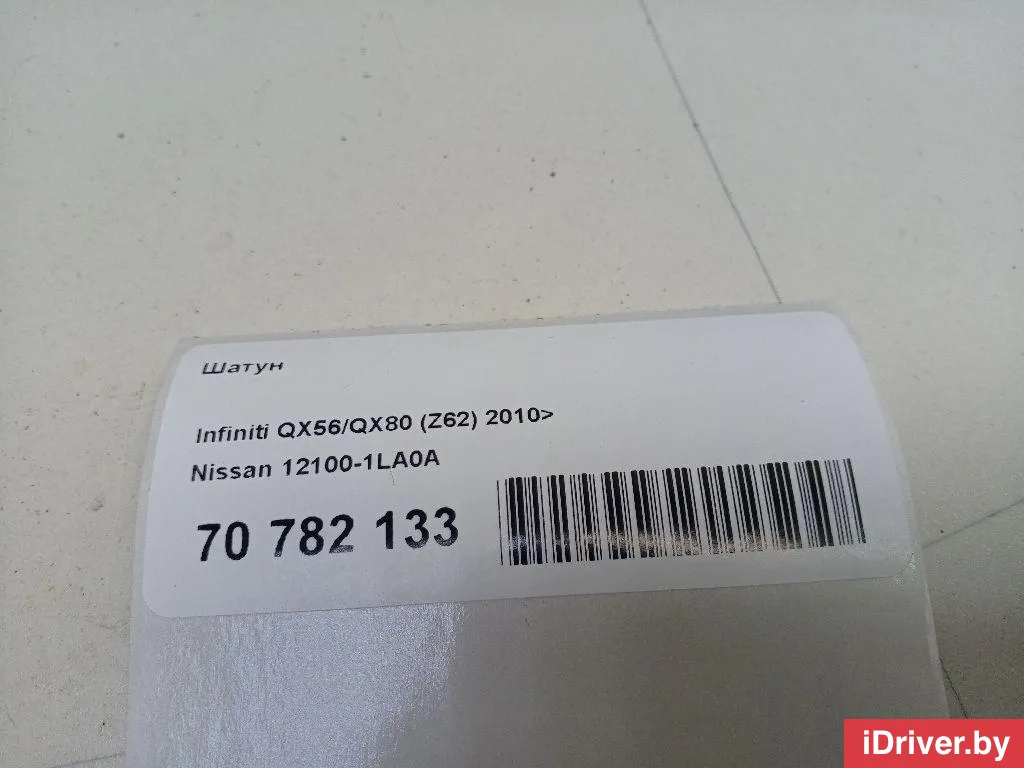 Шатун
Infiniti QX56/QX80 (Z62) 2010>
Nissan 12100-1LA0A
70 782 133
iDriver.by